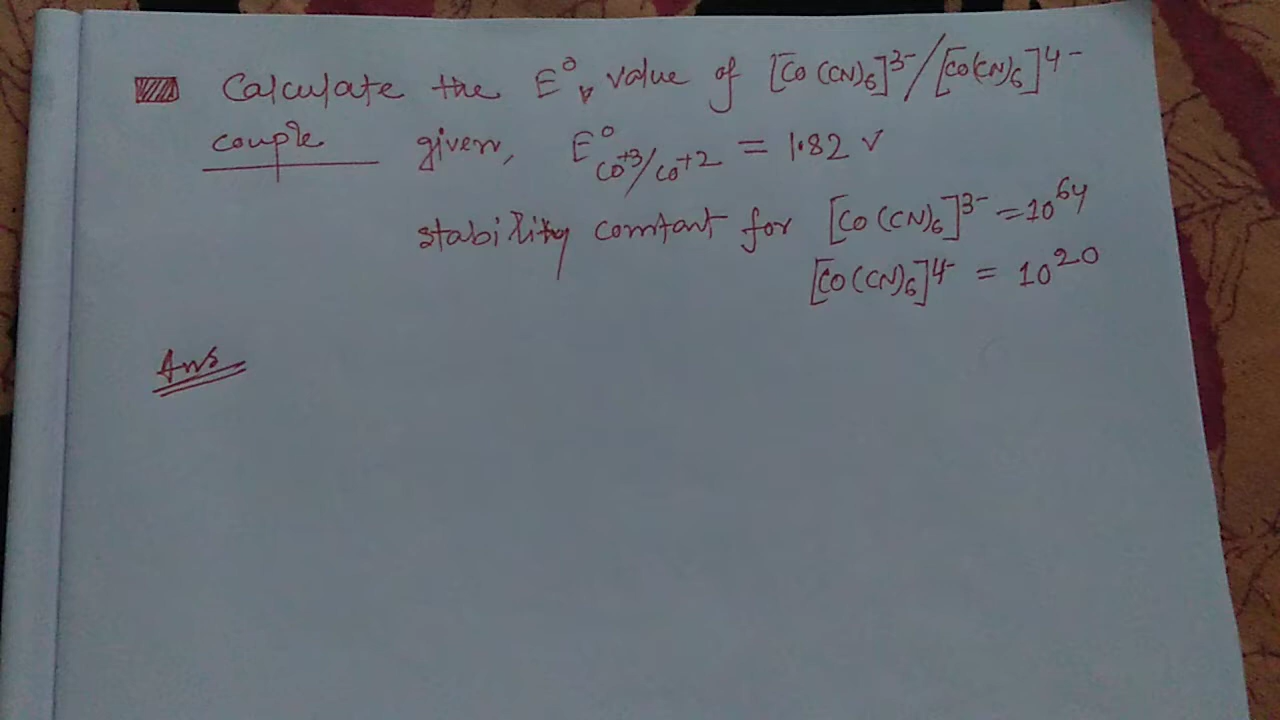 Calculate the E° value of [Co(CN)6]3-/[Co(CN)6]4-
couple given, E°Co+3/Co+2 = 1.82 V
stability constant for [Co(CN)6]3- = 10^64
[Co(CN)6]4- = 10^20
Ans